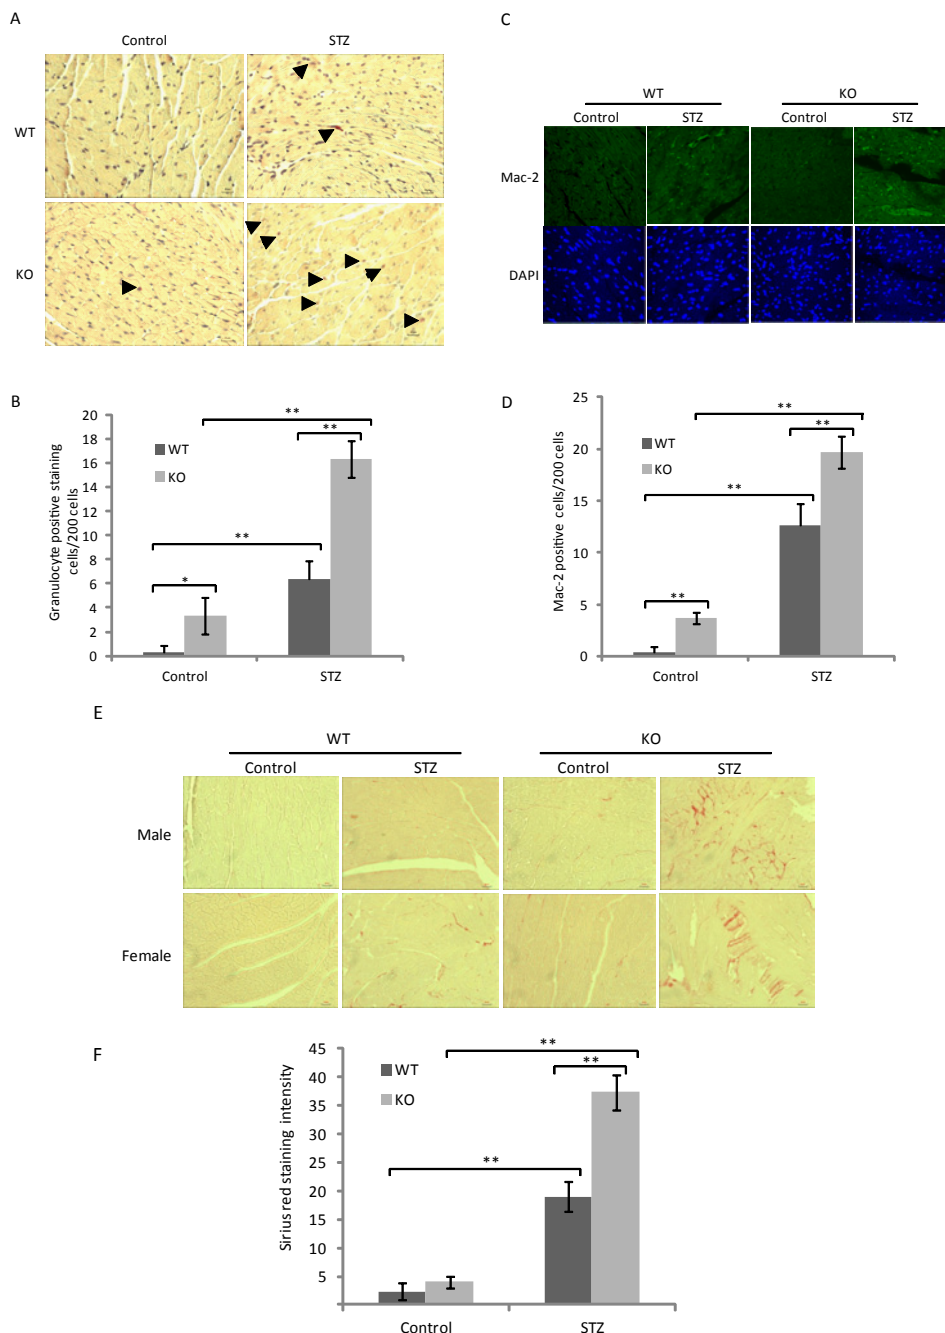 A
Control STZ
WT
KO
C
WT KO
Control STZ Control STZ
Mac-2
DAPI
B
Granulocyte positive staining
cells/200 cells
20
18
16
14
12
10
8
6
4
2
0
WT
KO
**
**
**
*
Control STZ
D
Mac-2 positive cells/200 cells
25
20
15
10
5
0
WT
KO
**
**
**
**
Control STZ
E
WT KO
Control STZ Control STZ
Male
Female
F
Sirius red staining intensity
45
40
35
30
25
20
15
10
5
WT
KO
**
**
**
Control STZ